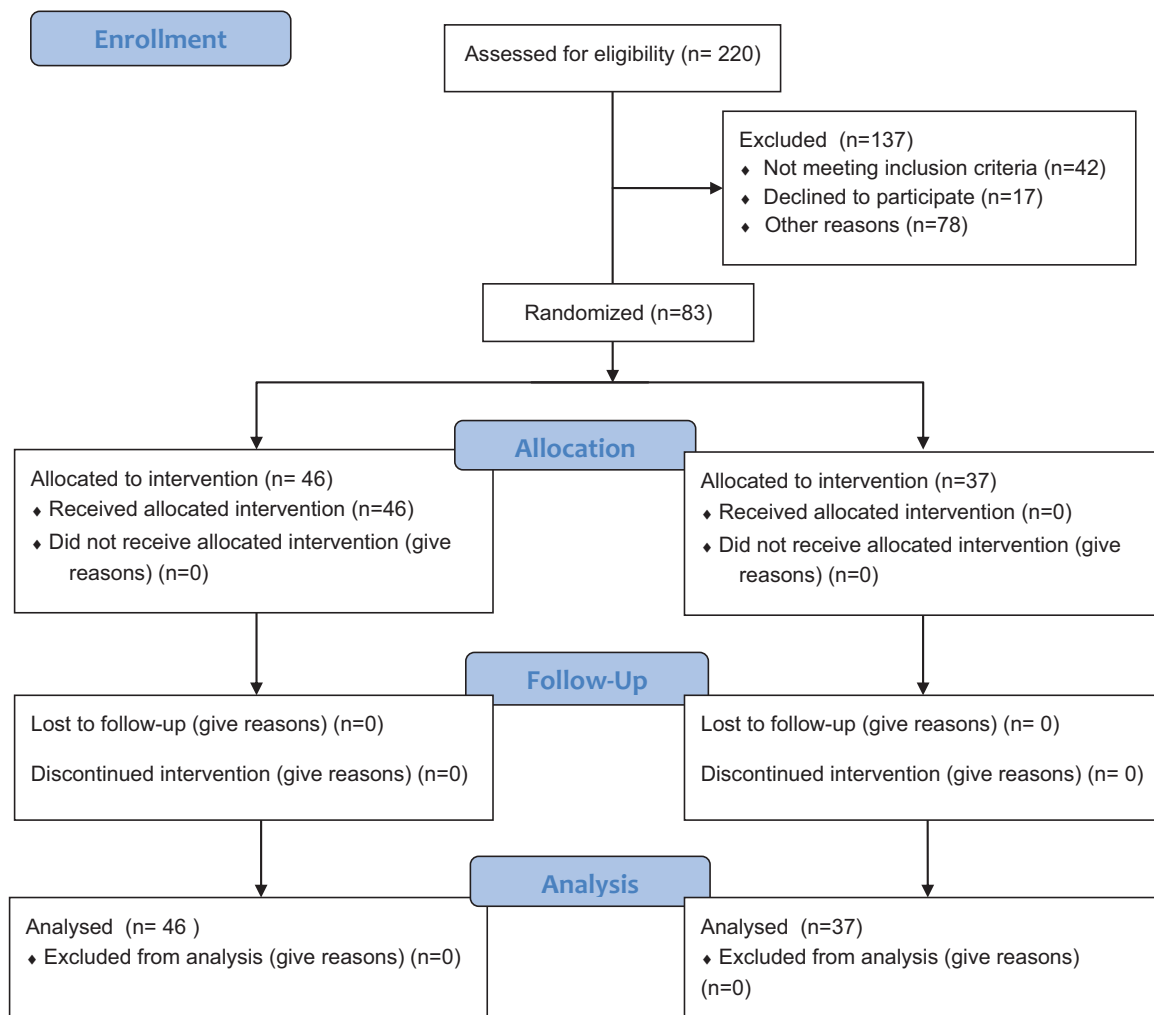 Enrollment
Assessed for eligibility (n= 220)
Excluded (n=137)
♦ Not meeting inclusion criteria (n=42)
♦ Declined to participate (n=17)
♦ Other reasons (n=78)
Randomized (n=83)
Allocation
Allocated to intervention (n= 46)
♦ Received allocated intervention (n=46)
♦ Did not receive allocated intervention (give
reasons) (n=0)
Allocated to intervention (n=37)
♦ Received allocated intervention (n=0)
♦ Did not receive allocated intervention (give
reasons) (n=0)
Follow-Up
Lost to follow-up (give reasons) (n=0)
Discontinued intervention (give reasons) (n=0)
Lost to follow-up (give reasons) (n= 0)
Discontinued intervention (give reasons) (n= 0)
Analysis
Analysed (n= 46 )
♦ Excluded from analysis (give reasons) (n=0)
Analysed (n=37)
♦ Excluded from analysis (give reasons)
(n=0)